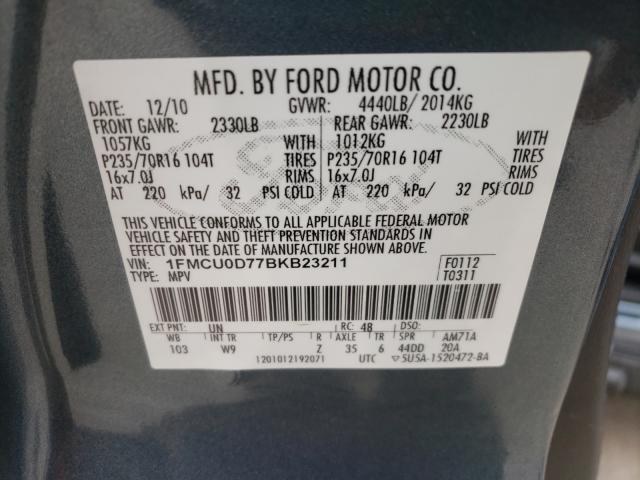 MFD. BY FORD MOTOR CO.
DATE: 12/10 GVWR: 4440LB/ 2014KG
FRONT GAWR: 2330LB REAR GAWR: 2230LB
1057KG 1012KG
P235/70R16 104T TIRES P235/70R16 104T TIRES
16x7.0J RIMS 16x7.0J RIMS
AT 220 kPa/ 32 PSI COLD AT 220 kPa/ 32 PSI COLD
THIS VEHICLE CONFORMS TO ALL APPLICABLE FEDERAL MOTOR
VEHICLE SAFETY AND THEFT PREVENTION STANDARDS IN
EFFECT ON THE DATE OF MANUFACTURE SHOWN ABOVE.
VIN: 1FMCU0D77BKB23211 F0112
TYPE: MPV T0311
EXT PNT: UN RC: 48 DSO:
WB INT TR TP/PS R AXLE TR SPR AM71A
103 W9 Z 35 6 44DD 20A
1201012192071 UTC 5U5A-1520472-BA